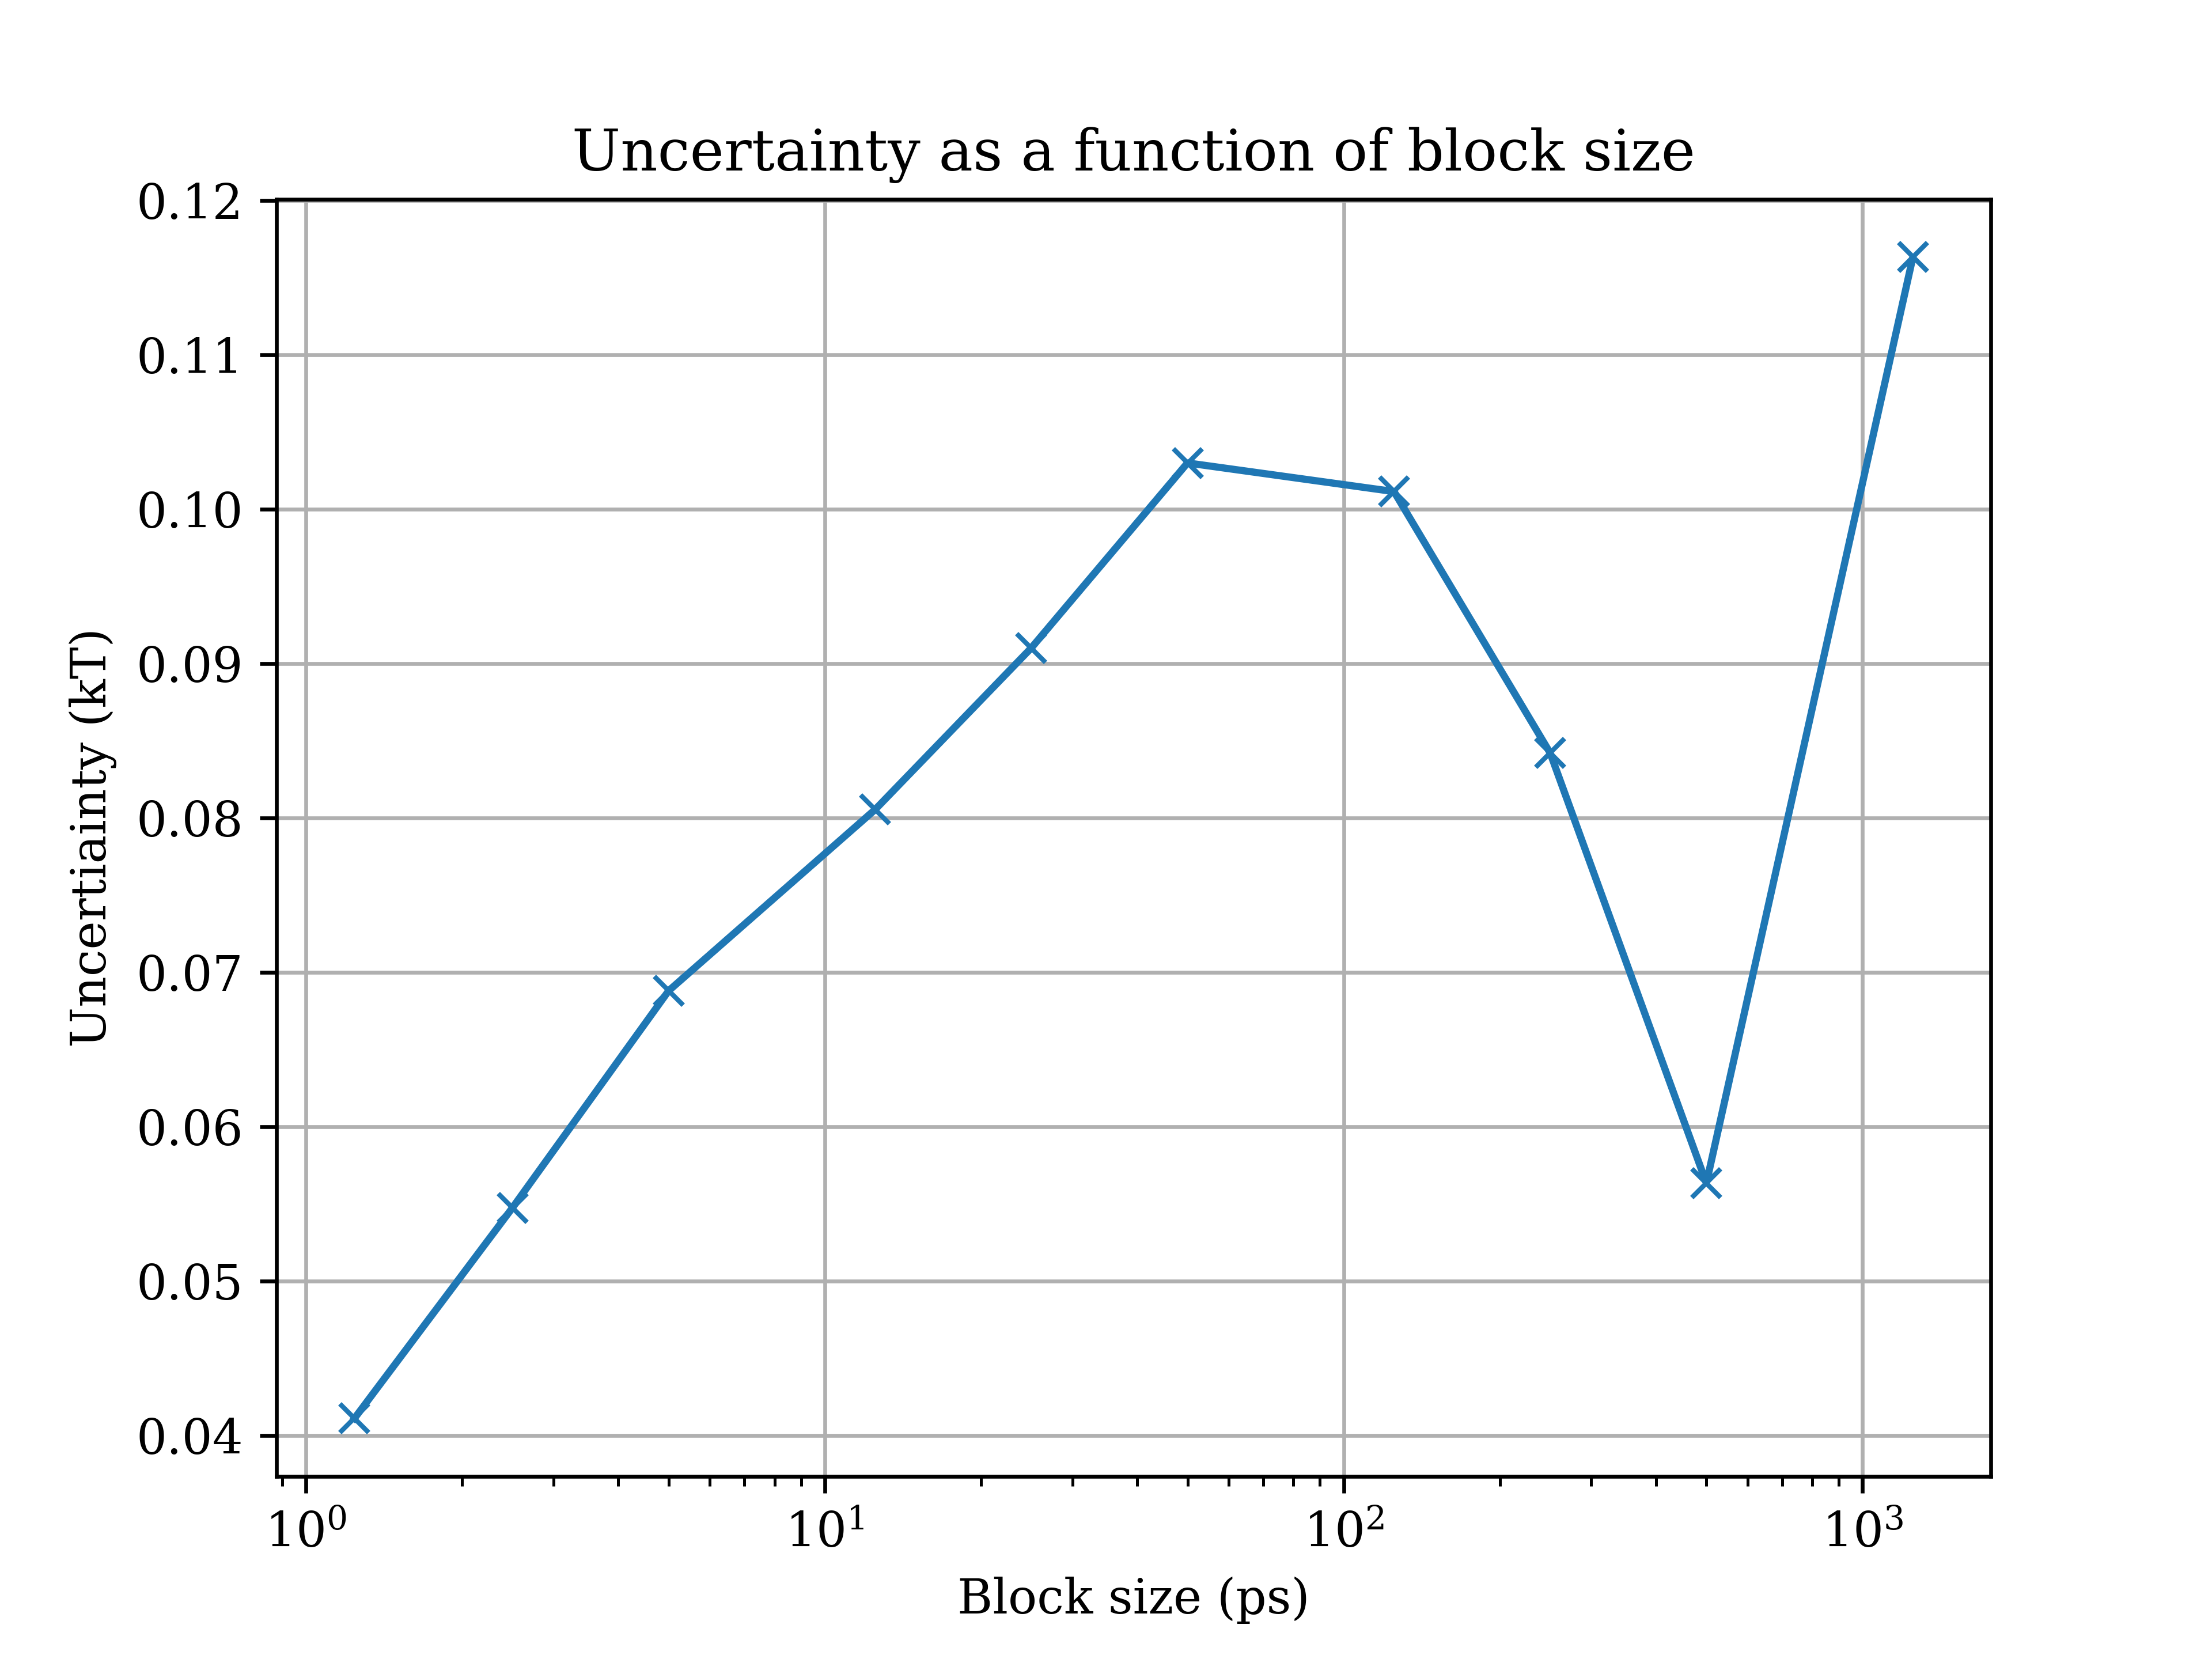 Uncertainty as a function of block size
0.12
0.11
0.10
0.09
0.08
0.07
0.06
0.05
0.04
Uncertiainty (kT)
10⁰ 10¹ 10² 10³
Block size (ps)